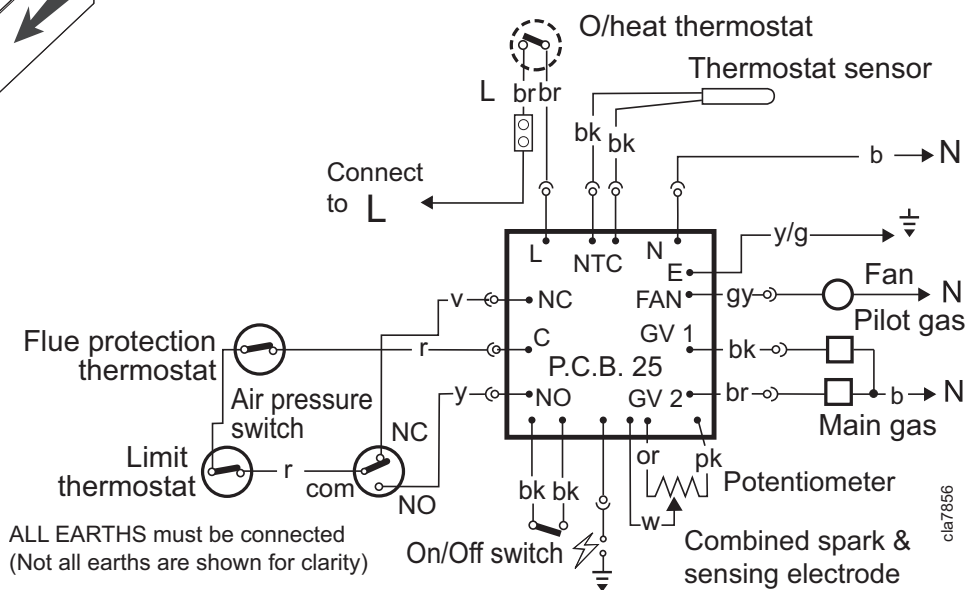 O/heat thermostat
Thermostat sensor
L br br
bk bk
b N
Connect
to L
y/g
L NTC N
E
Fan
v NC FAN gy N
Pilot gas
Flue protection
thermostat
r C
GV 1 bk
P.C.B. 25
Air pressure
switch
y NO GV 2 br b N
Main gas
NC
Limit
thermostat
r com
NO
bk bk
or pk
w
Potentiometer
On/Off switch
Combined spark &
sensing electrode
ALL EARTHS must be connected
(Not all earths are shown for clarity)
cla7856